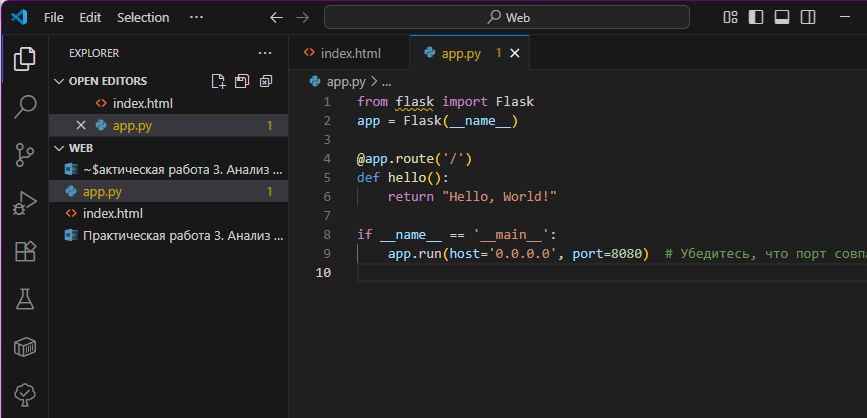 File Edit Selection ··· Web
EXPLORER ···
OPEN EDITORS
index.html
app.py 1
WEB
~$актическая работа 3. Анализ ...
app.py 1
index.html
Практическая работа 3. Анализ ...
index.html app.py 1
app.py > ...
1 from flask import Flask
2 app = Flask(__name__)
3
4 @app.route('/')
5 def hello():
6 return "Hello, World!"
7
8 if __name__ == '__main__':
9 app.run(host='0.0.0.0', port=8080) # Убедитесь, что порт совп
10